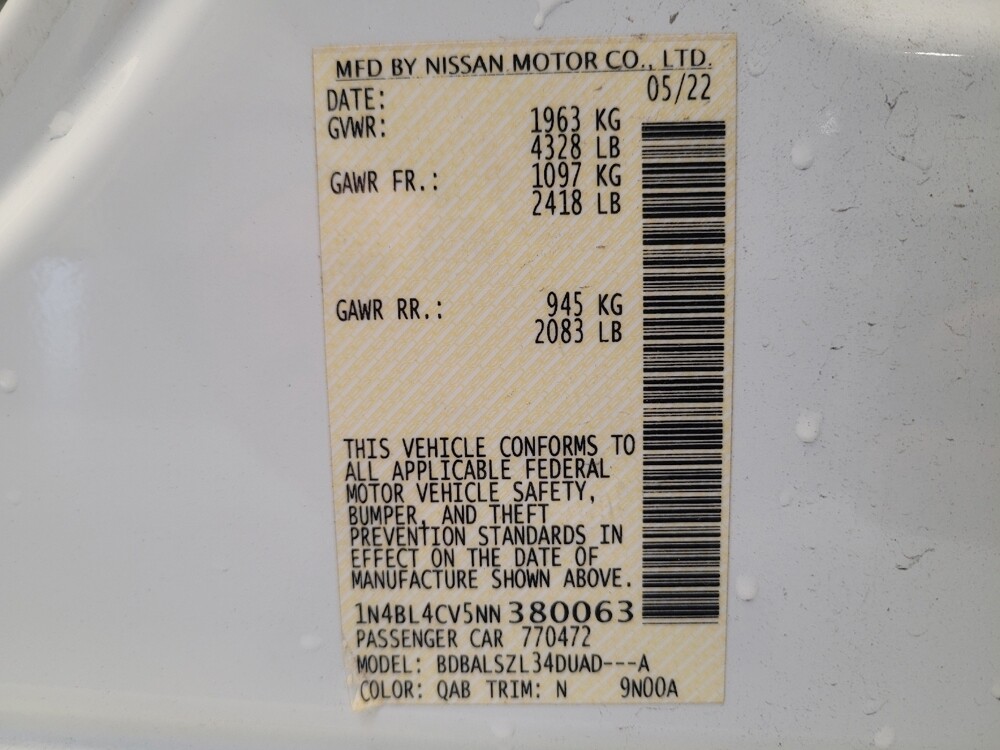 MFD BY NISSAN MOTOR CO., LTD.
DATE: 05/22
GVWR: 1963 KG
4328 LB
GAWR FR.: 1097 KG
2418 LB
GAWR RR.: 945 KG
2083 LB
THIS VEHICLE CONFORMS TO
ALL APPLICABLE FEDERAL
MOTOR VEHICLE SAFETY,
BUMPER, AND THEFT
PREVENTION STANDARDS IN
EFFECT ON THE DATE OF
MANUFACTURE SHOWN ABOVE.
1N4BL4CV5NN380063
PASSENGER CAR 770472
MODEL: BDBALSZL34DUAD---A
COLOR: QAB TRIM: N 9N00A